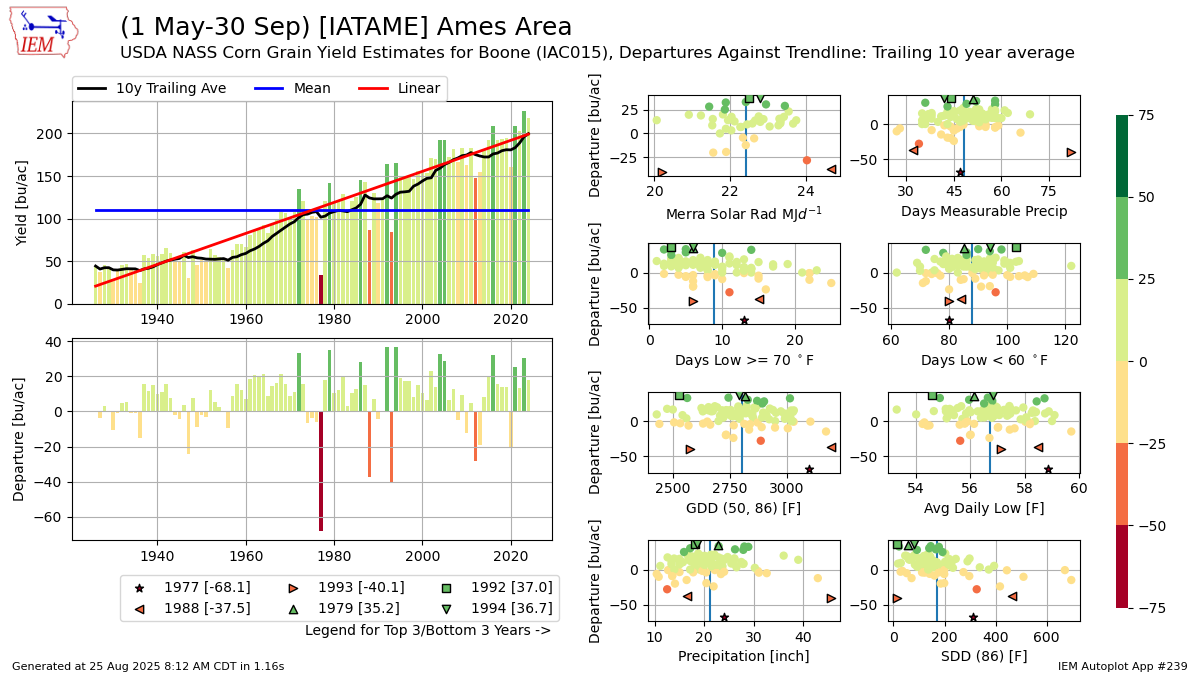 IEM
(1 May-30 Sep) [IATAME] Ames Area
USDA NASS Corn Grain Yield Estimates for Boone (IAC015), Departures Against Trendline: Trailing 10 year average
10y Trailing Ave Mean Linear
Yield [bu/ac]
200
150
100
50
0
1940 1960 1980 2000 2020
Departure [bu/ac]
40
20
0
−20
−40
−60
1940 1960 1980 2000 2020
1977 [-68.1] 1993 [-40.1] 1992 [37.0]
1988 [-37.5] 1979 [35.2] 1994 [36.7]
Legend for Top 3/Bottom 3 Years ->
Departure [bu/ac]
25
0
−25
20 22 24
Merra Solar Rad MJd⁻¹
0
−50
30 45 60 75
Days Measurable Precip
Departure [bu/ac]
0
−50
0 10 20
Days Low >= 70 °F
0
−50
60 80 100 120
Days Low < 60 °F
Departure [bu/ac]
0
−50
2500 2750 3000
GDD (50, 86) [F]
0
−50
54 56 58 60
Avg Daily Low [F]
Departure [bu/ac]
0
−50
10 20 30 40
Precipitation [inch]
0
−50
0 200 400 600
SDD (86) [F]
75
50
25
0
−25
−50
−75
Generated at 25 Aug 2025 8:12 AM CDT in 1.16s
IEM Autoplot App #239